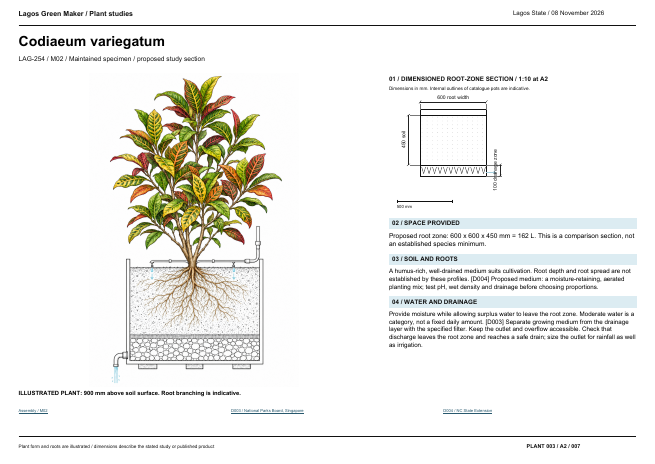 Lagos Green Maker / Plant studies
Lagos State / 08 November 2026
Codiaeum variegatum
LAG-254 / M02 / Maintained specimen / proposed study section
01 / DIMENSIONED ROOT-ZONE SECTION / 1:10 at A2
Dimensions in mm. Internal outlines of catalogue pots are indicative.
600 root width
450 soil
100 drainage zone
500 mm
02 / SPACE PROVIDED
Proposed root zone: 600 x 600 x 450 mm = 162 L. This is a comparison section, not
an established species minimum.
03 / SOIL AND ROOTS
A humus-rich, well-drained medium suits cultivation. Root depth and root spread are not
established by these profiles. [D004] Proposed medium: a moisture-retaining, aerated
planting mix; test pH, wet density and drainage before choosing proportions.
04 / WATER AND DRAINAGE
Provide moisture while allowing surplus water to leave the root zone. Moderate water is a
category, not a fixed daily amount. [D003] Separate growing medium from the drainage
layer with the specified filter. Keep the outlet and overflow accessible. Check that
discharge leaves the root zone and reaches a safe drain; size the outlet for rainfall as well
as irrigation.
ILLUSTRATED PLANT: 900 mm above soil surface. Root branching is indicative.
Assembly / M02
D003 / National Parks Board, Singapore
D004 / NC State Extension
Plant form and roots are illustrated / dimensions describe the stated study or published product
PLANT 003 / A2 / 007